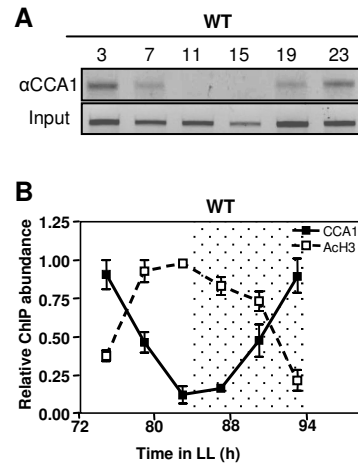 A
WT
3 7 11 15 19 23
αCCA1
Input
B
WT
CCA1
AcH3
Relative ChIP abundance
1.25
1.00
0.75
0.50
0.25
0.00
72 80 88 94
Time in LL (h)